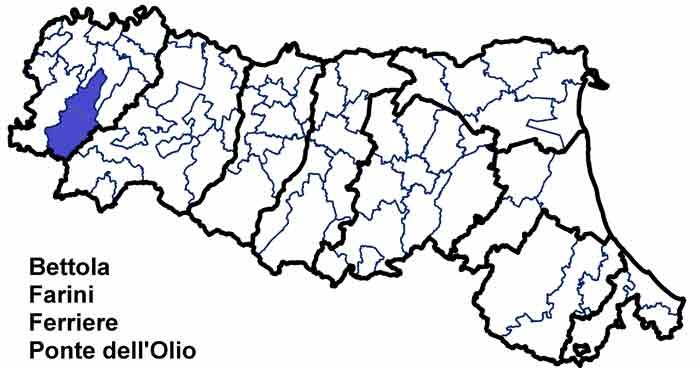 Bettola
Farini
Ferriere
Ponte dell'Olio